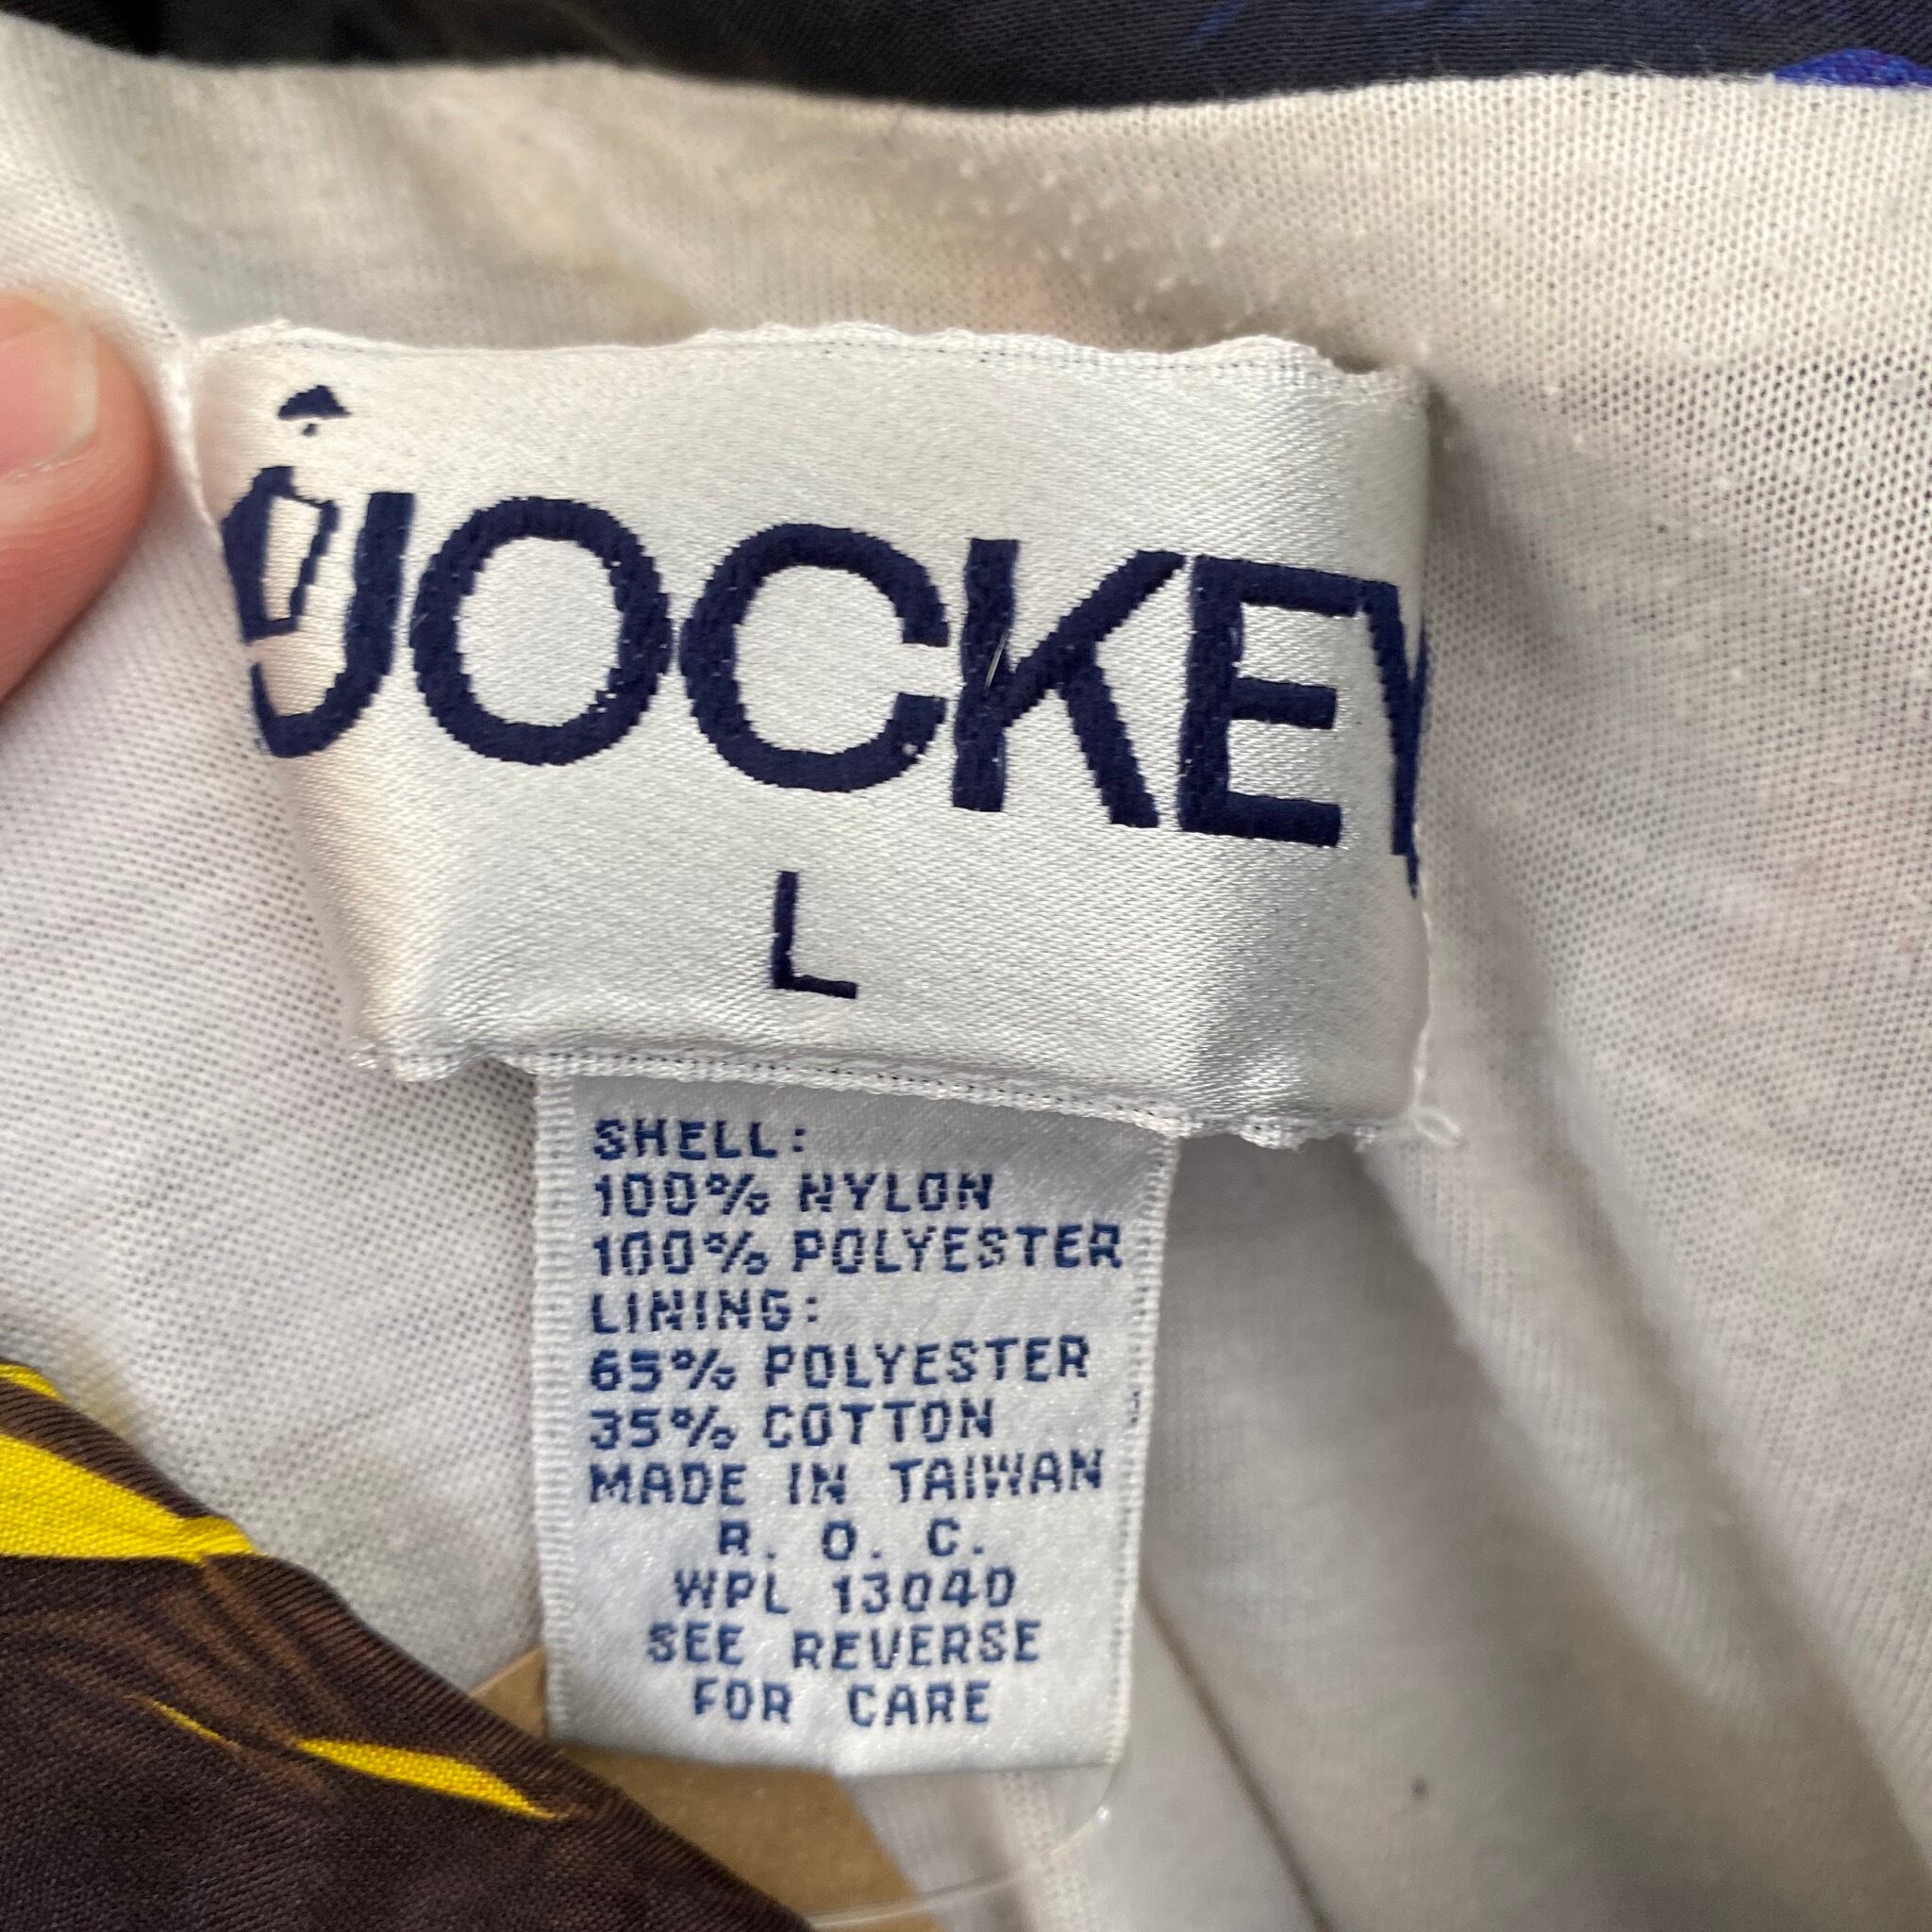 JOCKEY
L
SHELL:
100% NYLON
100% POLYESTER
LINING:
65% POLYESTER
35% COTTON
MADE IN TAIWAN
R. O. C.
WPL 13040
SEE REVERSE
FOR CARE